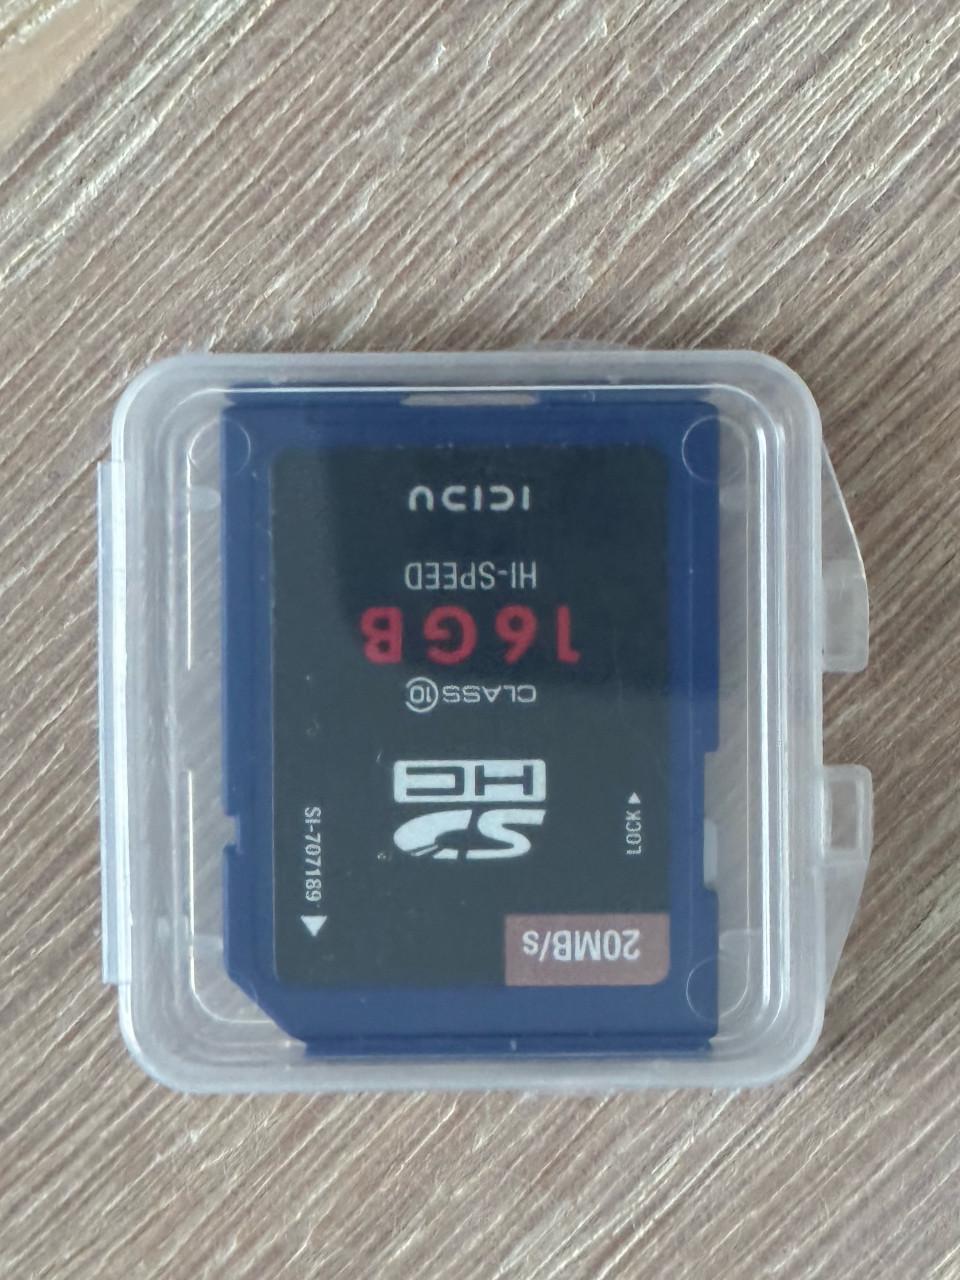 20MB/s
LOCK
SI-707189
SD
HC
CLASS 10
16GB
HI-SPEED
ICIDU